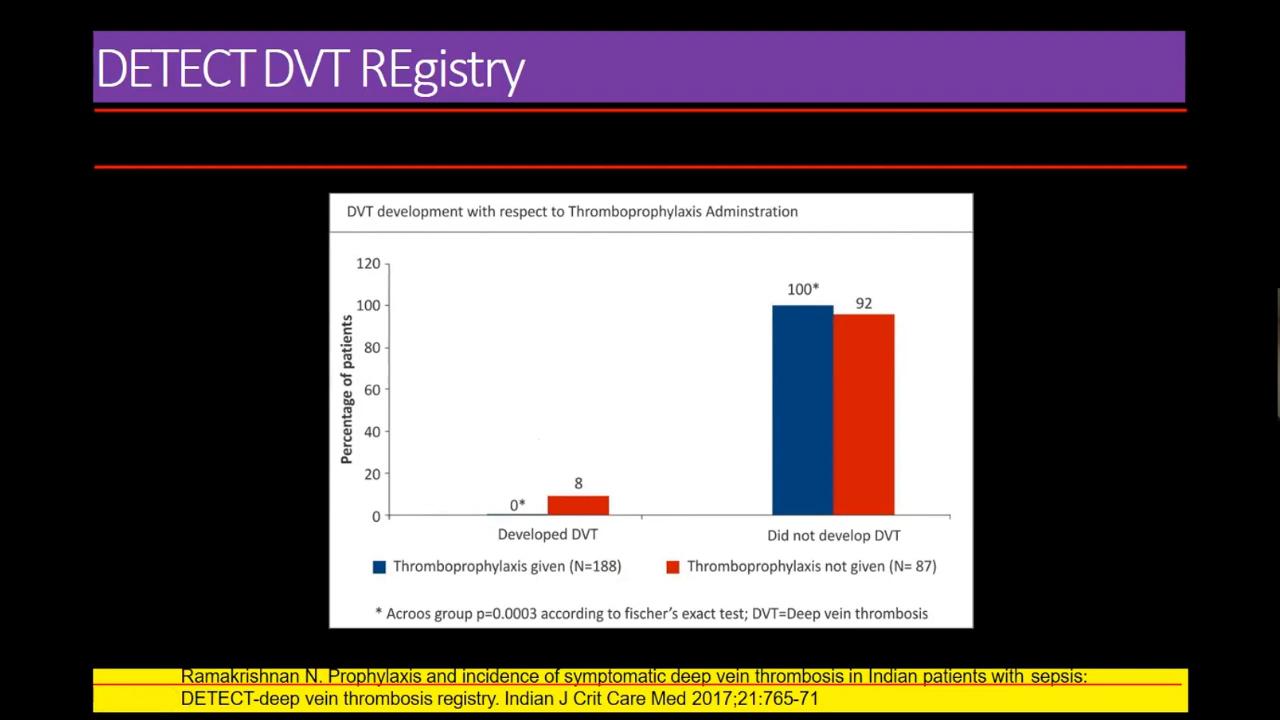 DETECT DVT REgistry
DVT development with respect to Thromboprophylaxis Adminstration
120
100
80
60
40
20
0
Percentage of patients
0*
8
100*
92
Developed DVT
Did not develop DVT
Thromboprophylaxis given (N=188)
Thromboprophylaxis not given (N= 87)
* Acroos group p=0.0003 according to fischer's exact test; DVT=Deep vein thrombosis
Ramakrishnan N. Prophylaxis and incidence of symptomatic deep vein thrombosis in Indian patients with sepsis:
DETECT-deep vein thrombosis registry. Indian J Crit Care Med 2017;21:765-71